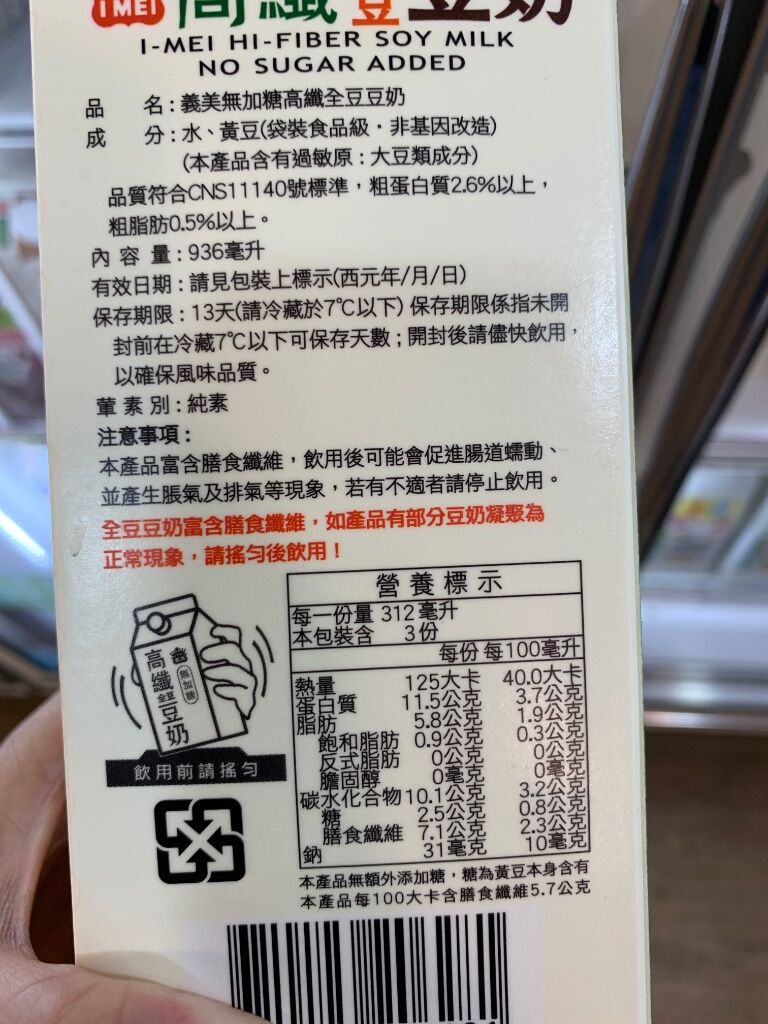 I MEI 高纖全豆豆奶
I-MEI HI-FIBER SOY MILK
NO SUGAR ADDED
品　名:義美無加糖高纖全豆豆奶
成　分:水、黃豆(袋裝食品級·非基因改造)
(本產品含有過敏原:大豆類成分)
品質符合CNS11140號標準,粗蛋白質2.6%以上,
粗脂肪0.5%以上。
內容量:936毫升
有效日期:請見包裝上標示(西元年/月/日)
保存期限:13天(請冷藏於7℃以下)保存期限係指未開
封前在冷藏7℃以下可保存天數;開封後請儘快飲用,
以確保風味品質。
葷素別:純素
注意事項:
本產品富含膳食纖維,飲用後可能會促進腸道蠕動、
並產生脹氣及排氣等現象,若有不適者請停止飲用。
全豆豆奶富含膳食纖維,如產品有部分豆奶凝聚為
正常現象,請搖勻後飲用!
高纖全豆豆奶
無加糖
飲用前請搖勻
營養標示
每一份量 312毫升
本包裝含 3份
每份 每100毫升
熱量 125大卡 40.0大卡
蛋白質 11.5公克 3.7公克
脂肪 5.8公克 1.9公克
飽和脂肪 0.9公克 0.3公克
反式脂肪 0公克 0公克
膽固醇 0毫克 0毫克
碳水化合物 10.1公克 3.2公克
糖 2.5公克 0.8公克
膳食纖維 7.1公克 2.3公克
鈉 31毫克 10毫克
本產品無額外添加糖,糖為黃豆本身含有
本產品每100大卡含膳食纖維5.7公克